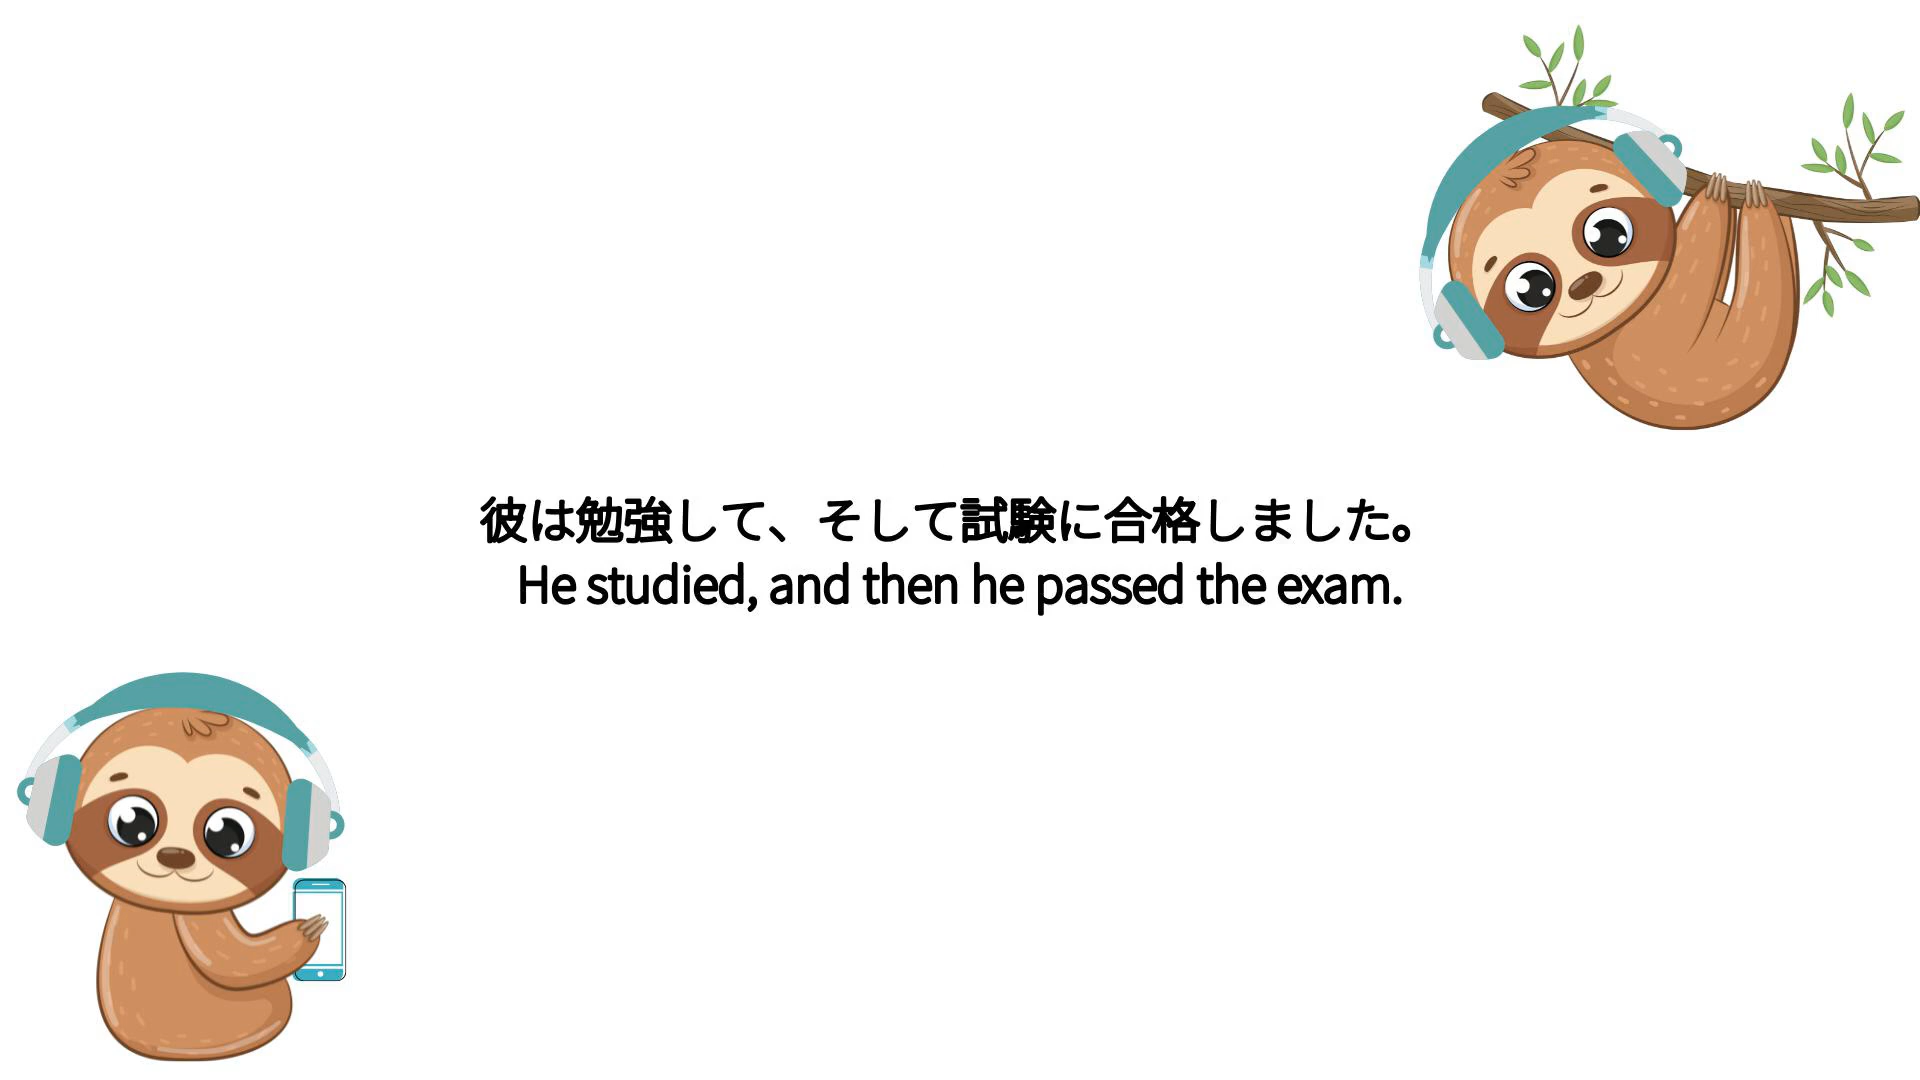 彼は勉強して、そして試験に合格しました。
He studied, and then he passed the exam.